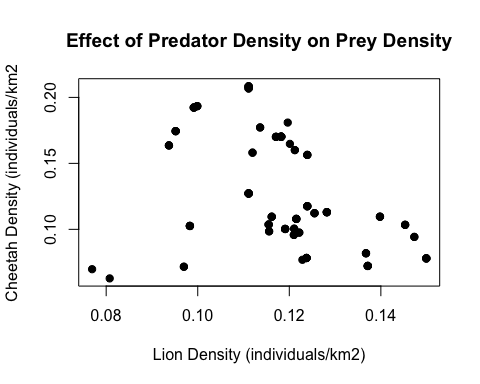 Effect of Predator Density on Prey Density
Cheetah Density (individuals/km2
0.20
0.15
0.10
0.08 0.10 0.12 0.14
Lion Density (individuals/km2)